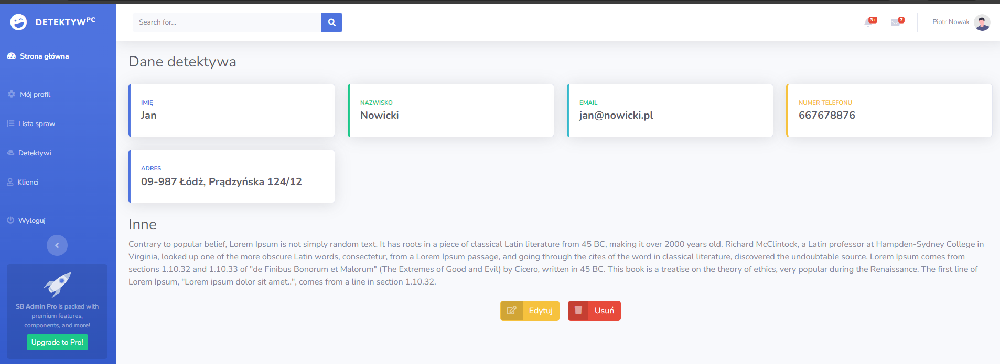 DETEKTYWPC
Search for...
3+
7
Piotr Nowak
Strona główna
Mój profil
Lista spraw
Detektywi
Klienci
Wyloguj
SB Admin Pro is packed with
premium features,
components, and more!
Upgrade to Pro!
Dane detektywa
IMIĘ
Jan
NAZWISKO
Nowicki
EMAIL
jan@nowicki.pl
NUMER TELEFONU
667678876
ADRES
09-987 Łódż, Prądzyńska 124/12
Inne
Contrary to popular belief, Lorem Ipsum is not simply random text. It has roots in a piece of classical Latin literature from 45 BC, making it over 2000 years old. Richard McClintock, a Latin professor at Hampden-Sydney College in
Virginia, looked up one of the more obscure Latin words, consectetur, from a Lorem Ipsum passage, and going through the cites of the word in classical literature, discovered the undoubtable source. Lorem Ipsum comes from
sections 1.10.32 and 1.10.33 of "de Finibus Bonorum et Malorum" (The Extremes of Good and Evil) by Cicero, written in 45 BC. This book is a treatise on the theory of ethics, very popular during the Renaissance. The first line of
Lorem Ipsum, "Lorem ipsum dolor sit amet..", comes from a line in section 1.10.32.
Edytuj
Usuń